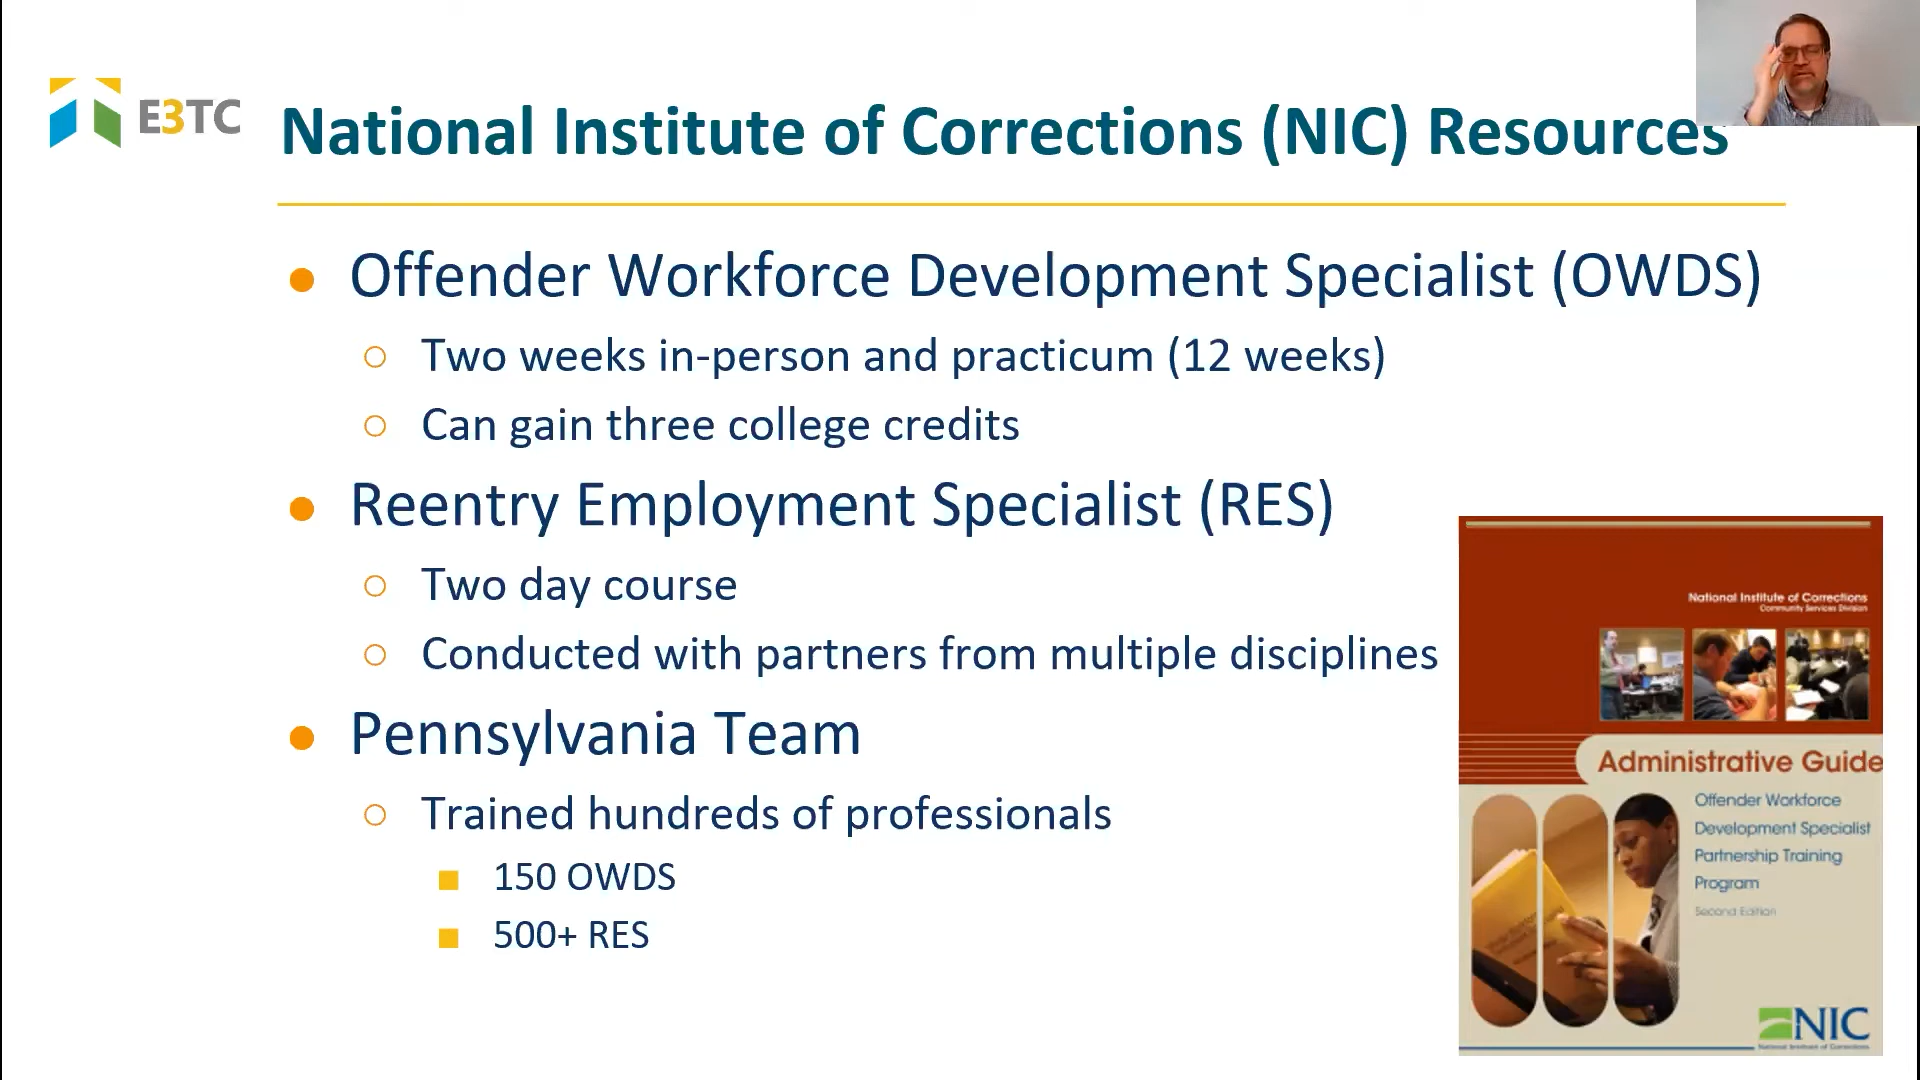 E3TC
National Institute of Corrections (NIC) Resources
Offender Workforce Development Specialist (OWDS)
Two weeks in-person and practicum (12 weeks)
Can gain three college credits
Reentry Employment Specialist (RES)
Two day course
Conducted with partners from multiple disciplines
Pennsylvania Team
Trained hundreds of professionals
150 OWDS
500+ RES
National Institute of Corrections
Community Services Division
Administrative Guide
Offender Workforce
Development Specialist
Partnership Training
Program
Second Edition
NIC
National Institute of Corrections